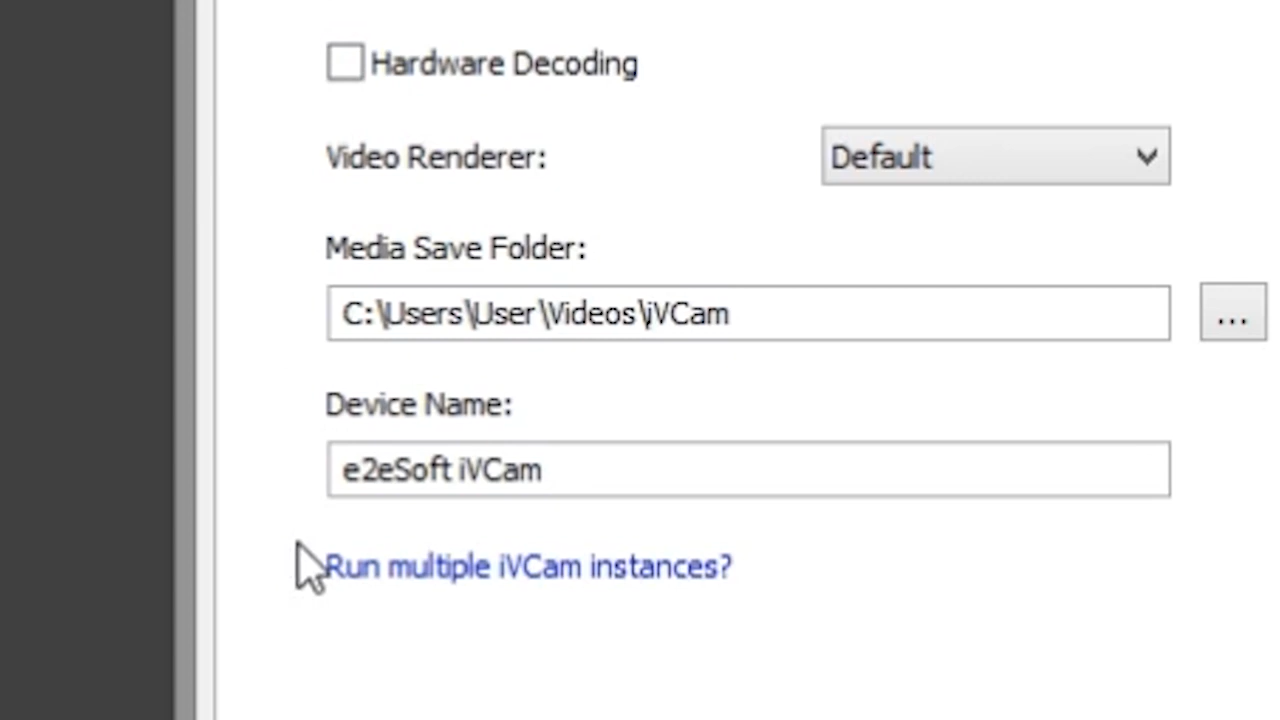 Hardware Decoding
Video Renderer: Default
Media Save Folder:
C:\Users\User\Videos\iVCam
...
Device Name:
e2eSoft iVCam
Run multiple iVCam instances?